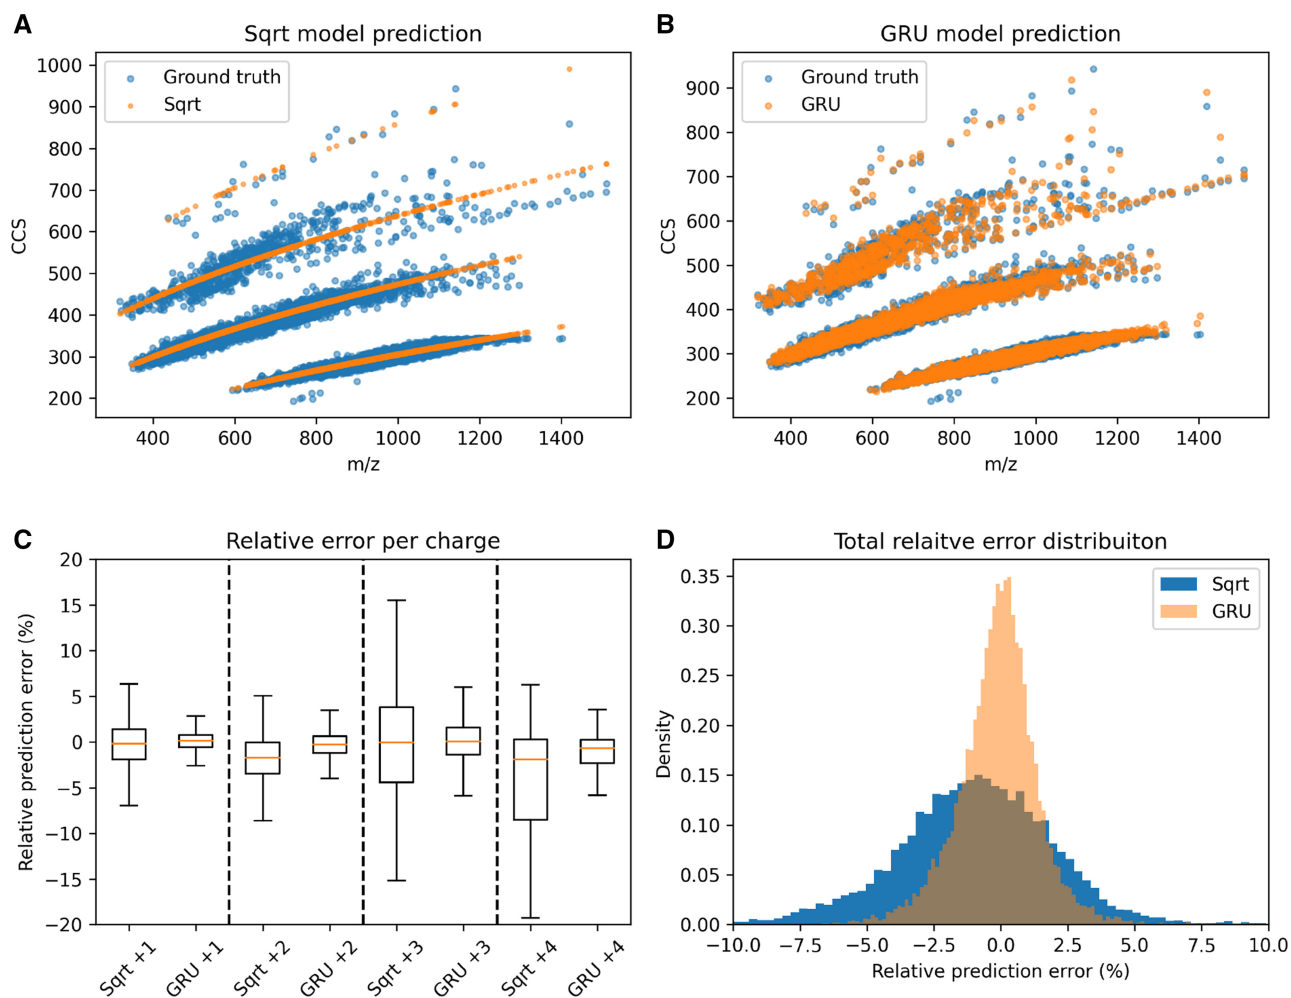 A
Sqrt model prediction
Ground truth
Sqrt
1000
900
800
700
600
500
400
300
200
CCS
400 600 800 1000 1200 1400
m/z
B
GRU model prediction
Ground truth
GRU
900
800
700
600
500
400
300
200
CCS
400 600 800 1000 1200 1400
m/z
C
Relative error per charge
20
15
10
5
0
−5
−10
−15
−20
Relative prediction error (%)
Sqrt +1 GRU +1 Sqrt +2 GRU +2 Sqrt +3 GRU +3 Sqrt +4 GRU +4
D
Total relaitve error distribuiton
Sqrt
GRU
0.35
0.30
0.25
0.20
0.15
0.10
0.05
0.00
Density
−10.0 −7.5 −5.0 −2.5 0.0 2.5 5.0 7.5 10.0
Relative prediction error (%)